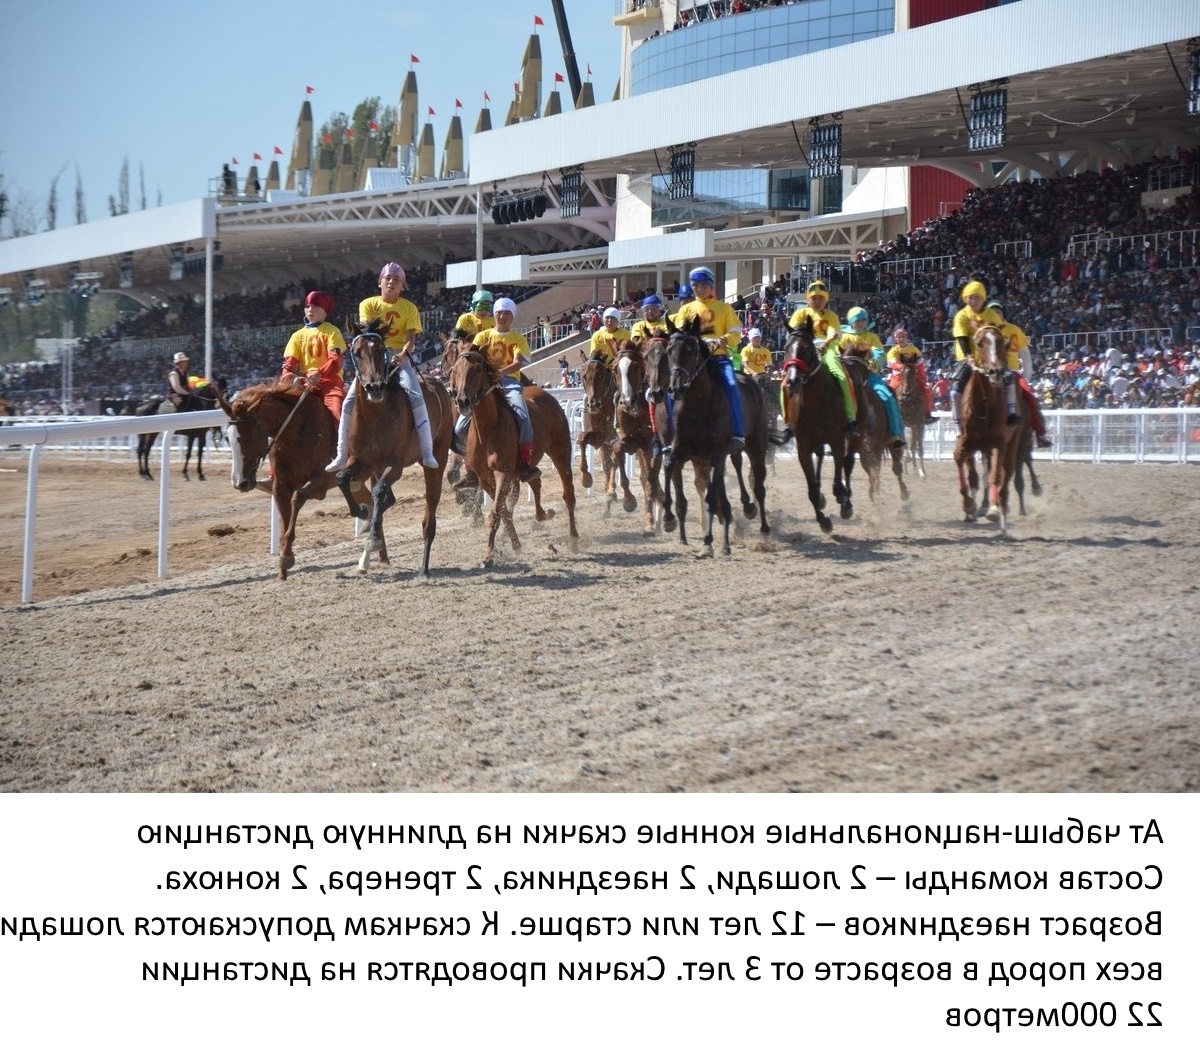 Ат чабыш-национальные конные скачки на длинную дистанцию
Состав команды – 2 лошади, 2 наездника, 2 тренера, 2 конюха.
Возраст наездников – 12 лет или старше. К скачкам допускаются лошади
всех пород в возрасте от 3 лет. Скачки проводятся на дистанции
22 000метров